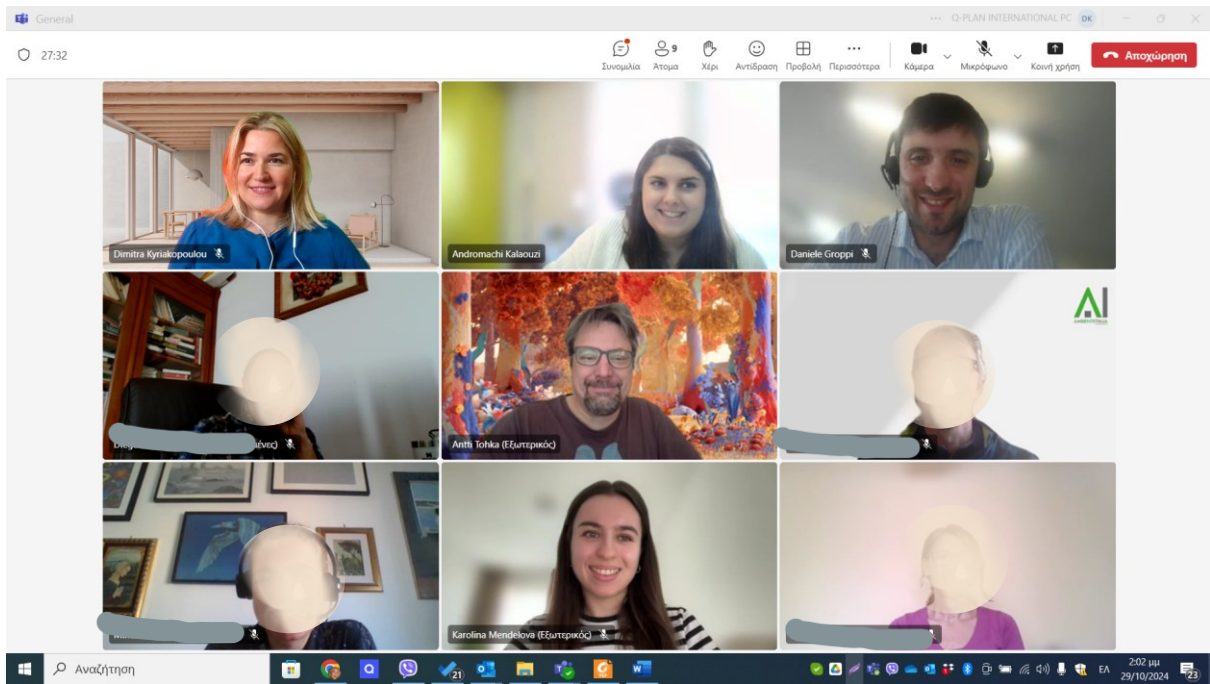 General
Q-PLAN INTERNATIONAL PC DK
27:32
Συνομιλία
Άτομα 9
Χέρι
Αντίδραση
Προβολή
Περισσότερα
Κάμερα
Μικρόφωνο
Κοινή χρήση
Αποχώρηση
Dimitra Kyriakopoulou
Andromachi Kalaouzi
Daniele Groppi
AI
Antti Tohka (Εξωτερικός)
Karolina Mendelova (Εξωτερικός)
Αναζήτηση
21
ΕΛ
2:02 μμ
29/10/2024
23